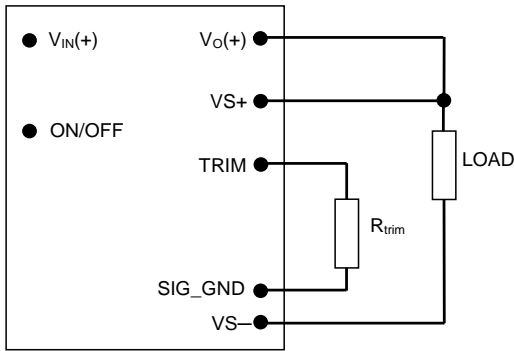 VIN(+)
VO(+)
VS+
ON/OFF
TRIM
LOAD
Rtrim
SIG_GND
VS─